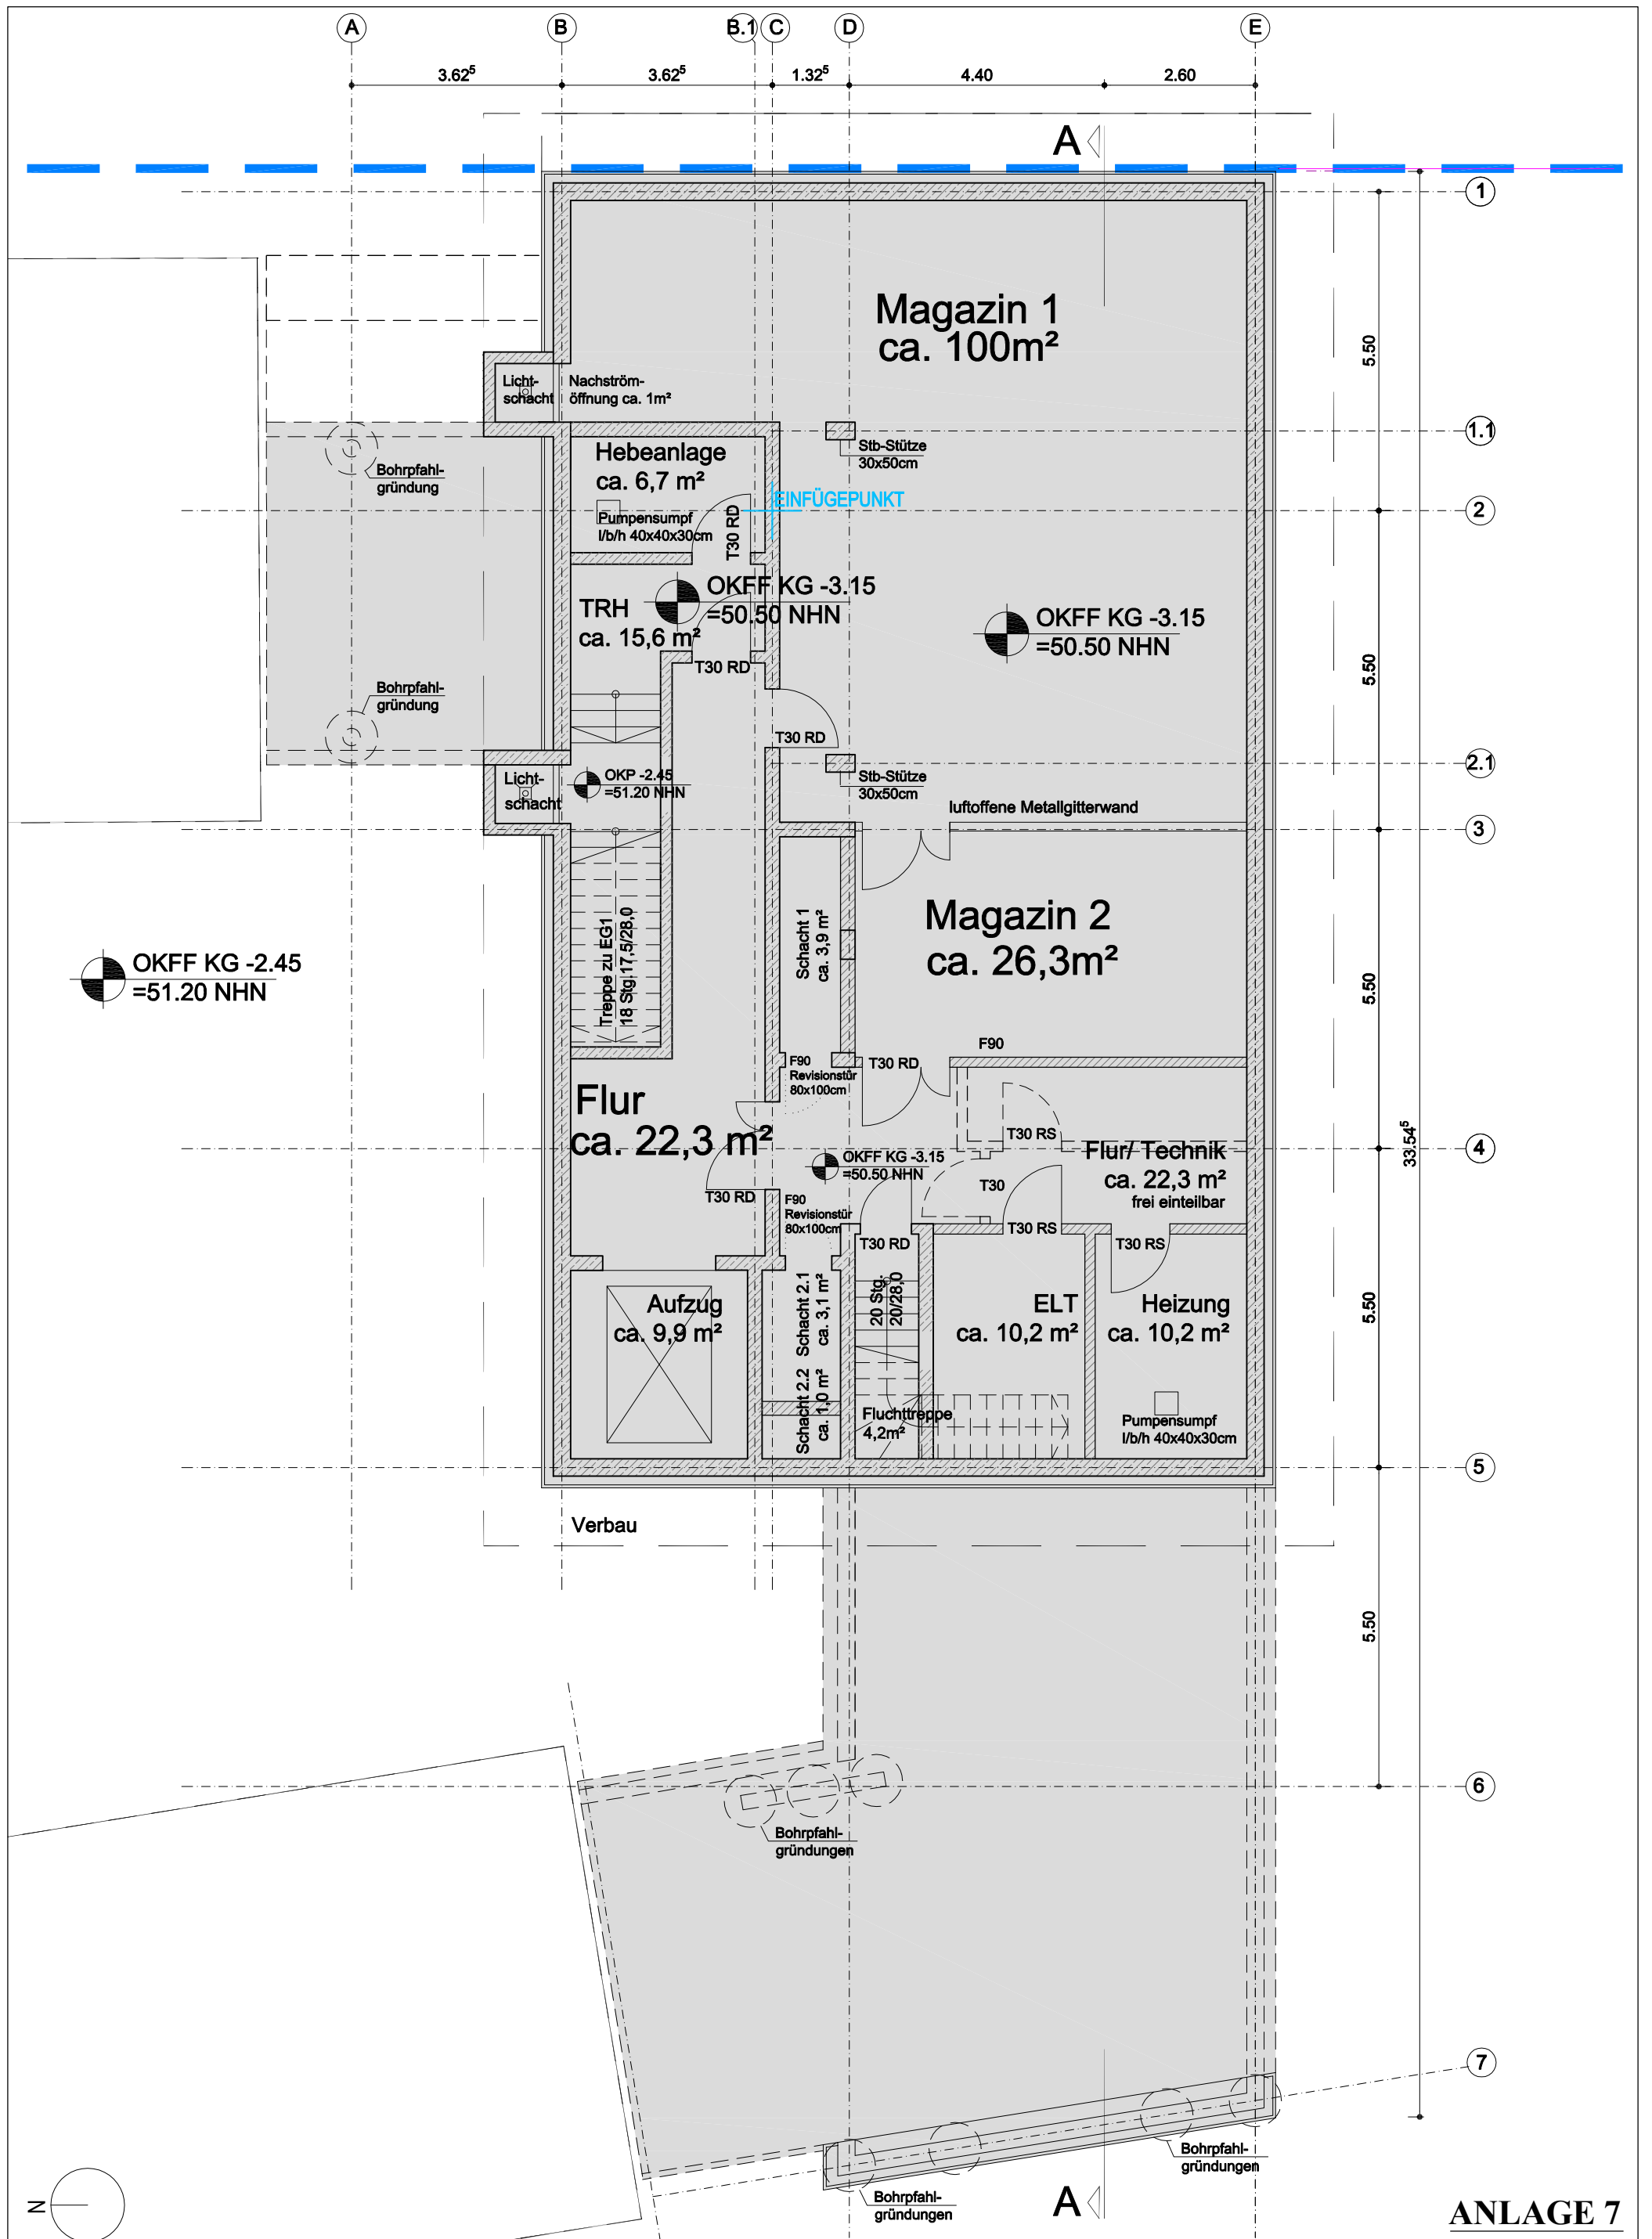 A
B
B.1
C
D
E
3.62⁵
3.62⁵
1.32⁵
4.40
2.60
A
1
5.50
Magazin 1
ca. 100m²
Licht-
schacht
Nachström-
öffnung ca. 1m²
1.1
Stb-Stütze
30x50cm
Hebeanlage
ca. 6,7 m²
Pumpensumpf
l/b/h 40x40x30cm
T30 RD
EINFÜGEPUNKT
2
Bohrpfahl-
gründung
TRH
ca. 15,6 m²
OKFF KG -3.15
=50.50 NHN
OKFF KG -3.15
=50.50 NHN
T30 RD
5.50
Bohrpfahl-
gründung
T30 RD
2.1
Licht-
schacht
OKP -2.45
=51.20 NHN
Stb-Stütze
30x50cm
luftoffene Metallgitterwand
3
Treppe zu EG1
18 Stg.17,5/28,0
Schacht 1
ca. 3,9 m²
Magazin 2
ca. 26,3m²
OKFF KG -2.45
=51.20 NHN
5.50
F90
F90
Revisionstür
80x100cm
T30 RD
Flur
ca. 22,3 m²
T30 RS
4
33.54⁵
Flur/ Technik
ca. 22,3 m²
frei einteilbar
OKFF KG -3.15
=50.50 NHN
T30
T30 RD
F90
Revisionstür
80x100cm
T30 RD
T30 RS
T30 RS
Aufzug
ca. 9,9 m²
Schacht 2.1
ca. 3,1 m²
Schacht 2.2
ca. 1,0 m²
20 Stg.
20/28,0
ELT
ca. 10,2 m²
Heizung
ca. 10,2 m²
5.50
Fluchttreppe
4,2m²
Pumpensumpf
l/b/h 40x40x30cm
5
Verbau
5.50
6
Bohrpfahl-
gründungen
7
Bohrpfahl-
gründungen
Bohrpfahl-
gründungen
A
N
ANLAGE 7